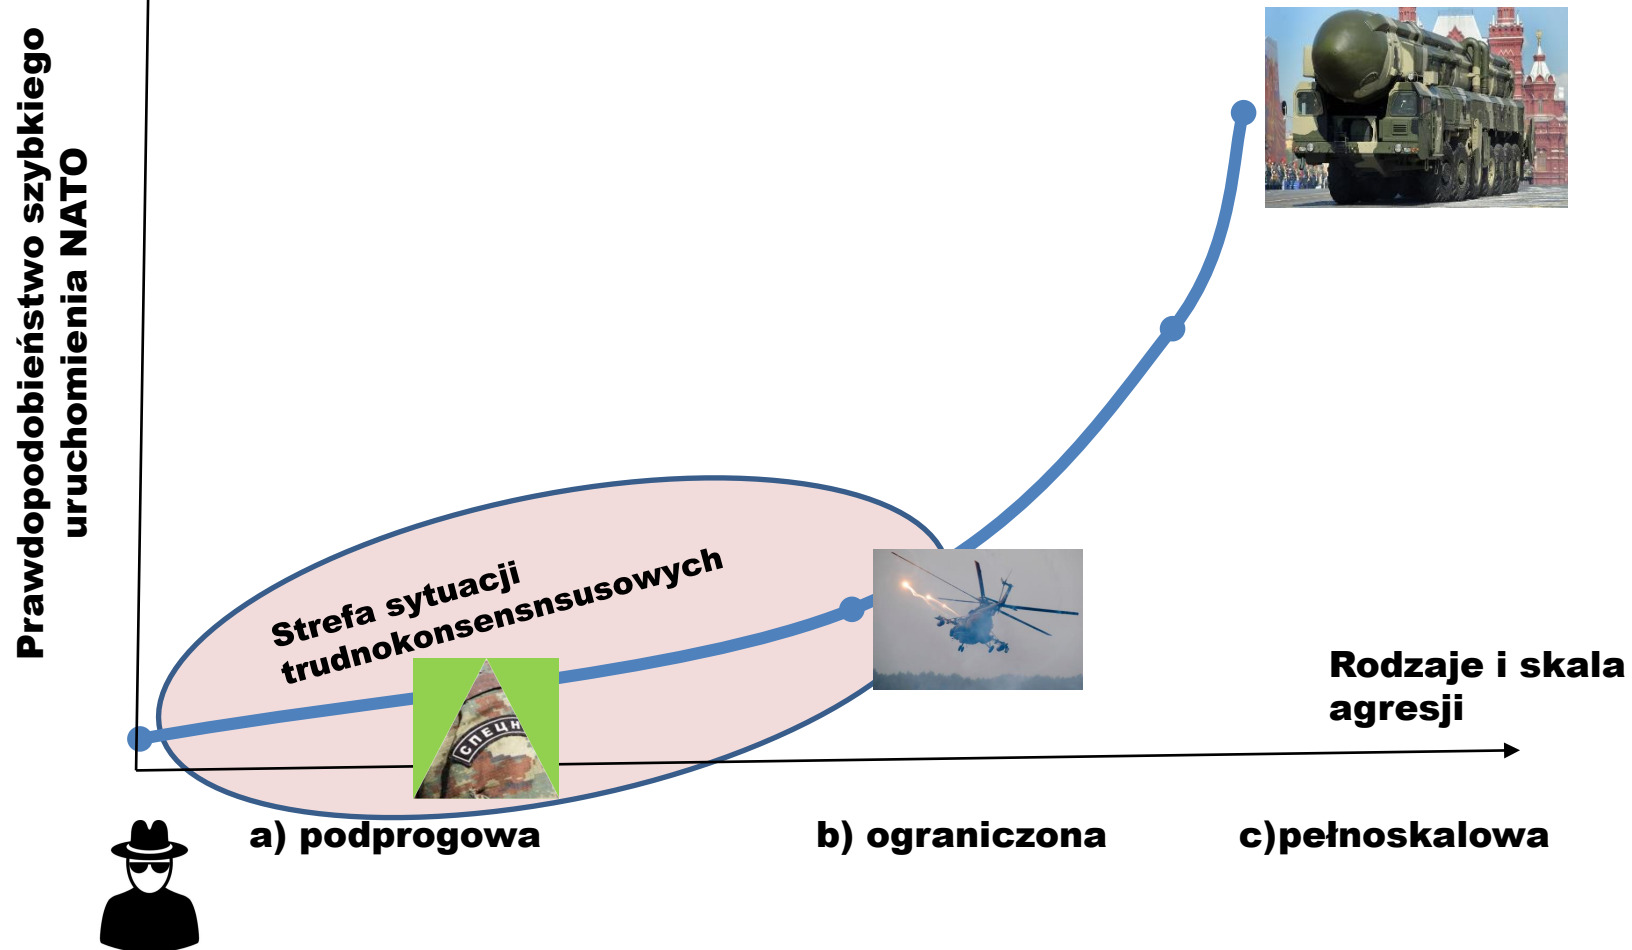 Prawdopodobieństwo szybkiego
uruchomienia NATO
Strefa sytuacji
trudnokonsensnsusowych
СПЕЦН
Rodzaje i skala
agresji
a) podprogowa
b) ograniczona
c)pełnoskalowa